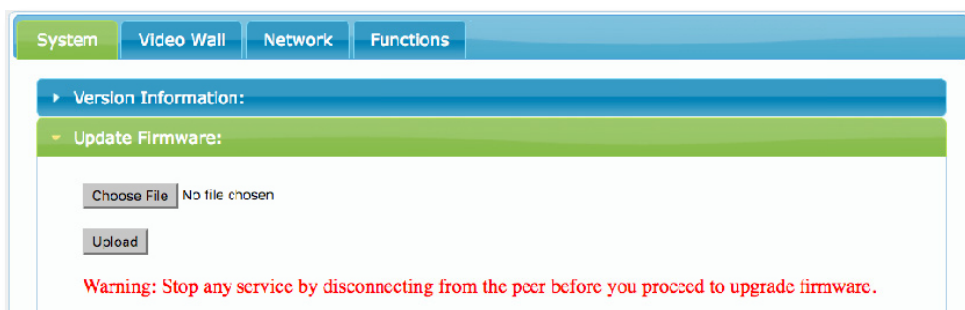 System Video Wall Network Functions
Version Information:
Update Firmware:
Choose File No file chosen
Upload
Warning: Stop any service by disconnecting from the peer before you proceed to upgrade firmware.